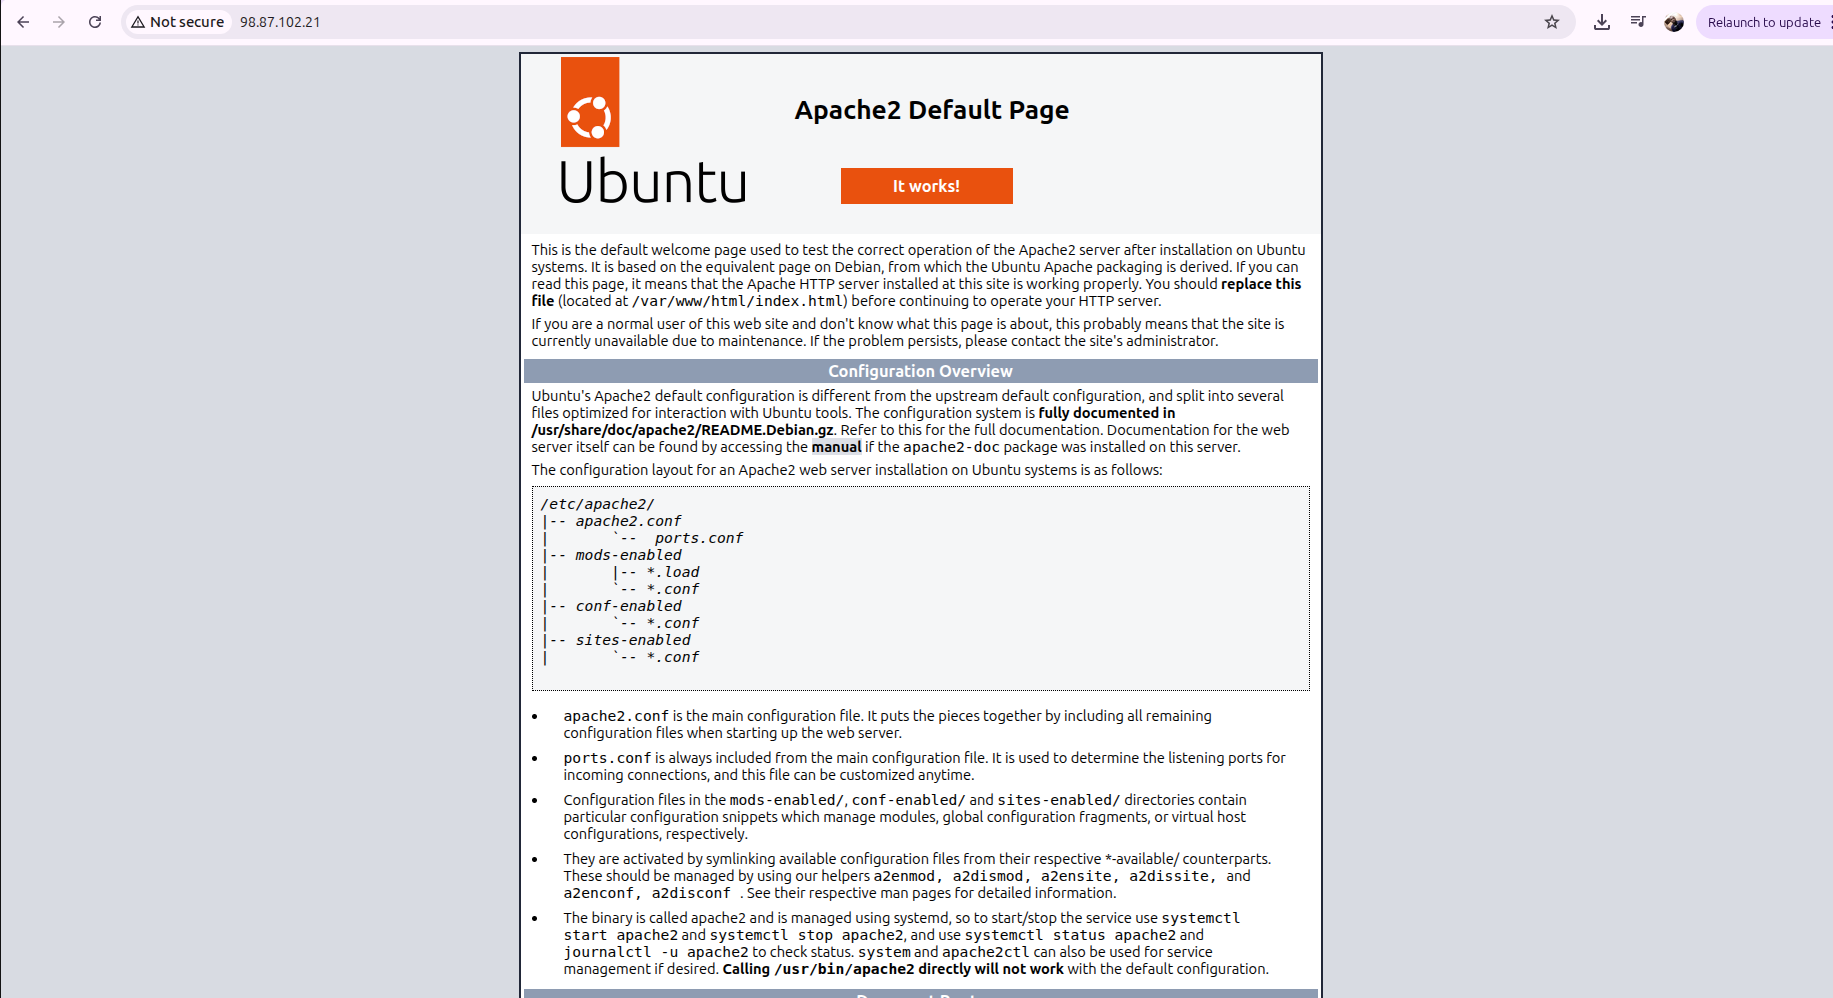 Not secure 98.87.102.21 Relaunch to update
Apache2 Default Page
Ubuntu
It works!
This is the default welcome page used to test the correct operation of the Apache2 server after installation on Ubuntu
systems. It is based on the equivalent page on Debian, from which the Ubuntu Apache packaging is derived. If you can
read this page, it means that the Apache HTTP server installed at this site is working properly. You should replace this
file (located at /var/www/html/index.html) before continuing to operate your HTTP server.
If you are a normal user of this web site and don't know what this page is about, this probably means that the site is
currently unavailable due to maintenance. If the problem persists, please contact the site's administrator.
Configuration Overview
Ubuntu's Apache2 default configuration is different from the upstream default configuration, and split into several
files optimized for interaction with Ubuntu tools. The configuration system is fully documented in
/usr/share/doc/apache2/README.Debian.gz. Refer to this for the full documentation. Documentation for the web
server itself can be found by accessing the manual if the apache2-doc package was installed on this server.
The configuration layout for an Apache2 web server installation on Ubuntu systems is as follows:
/etc/apache2/
|-- apache2.conf
|       `--  ports.conf
|-- mods-enabled
|       |-- *.load
|       `-- *.conf
|-- conf-enabled
|       `-- *.conf
|-- sites-enabled
|       `-- *.conf
• apache2.conf is the main configuration file. It puts the pieces together by including all remaining
configuration files when starting up the web server.
• ports.conf is always included from the main configuration file. It is used to determine the listening ports for
incoming connections, and this file can be customized anytime.
• Configuration files in the mods-enabled/, conf-enabled/ and sites-enabled/ directories contain
particular configuration snippets which manage modules, global configuration fragments, or virtual host
configurations, respectively.
• They are activated by symlinking available configuration files from their respective *-available/ counterparts.
These should be managed by using our helpers a2enmod, a2dismod, a2ensite, a2dissite, and
a2enconf, a2disconf . See their respective man pages for detailed information.
• The binary is called apache2 and is managed using systemd, so to start/stop the service use systemctl
start apache2 and systemctl stop apache2, and use systemctl status apache2 and
journalctl -u apache2 to check status. system and apache2ctl can also be used for service
management if desired. Calling /usr/bin/apache2 directly will not work with the default configuration.